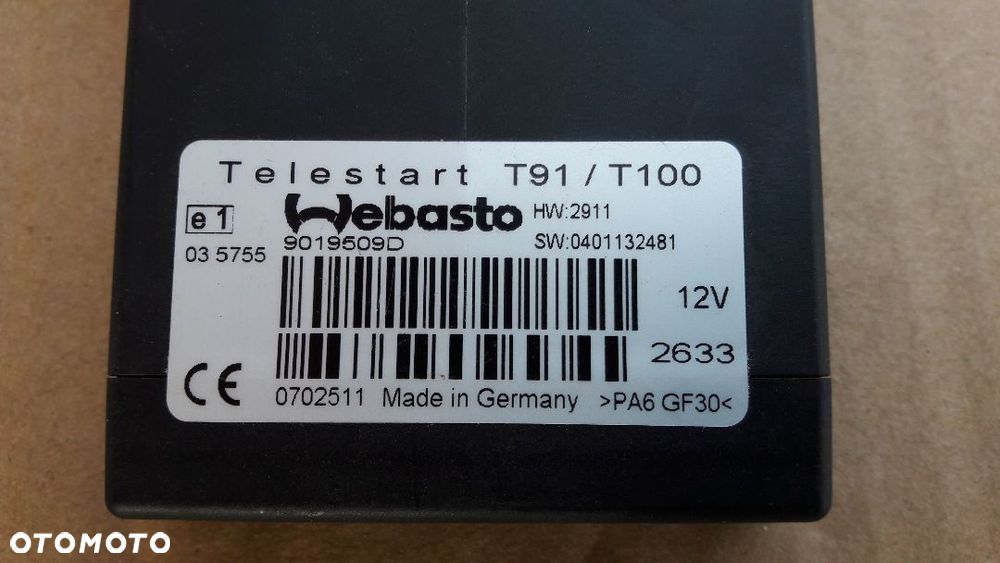 Telestart T91 / T100
e1
Webasto
HW:2911
03 5755
9019509D
SW:0401132481
12V
2633
CE
0702511 Made in Germany >PA6 GF30<
OTOMOTO